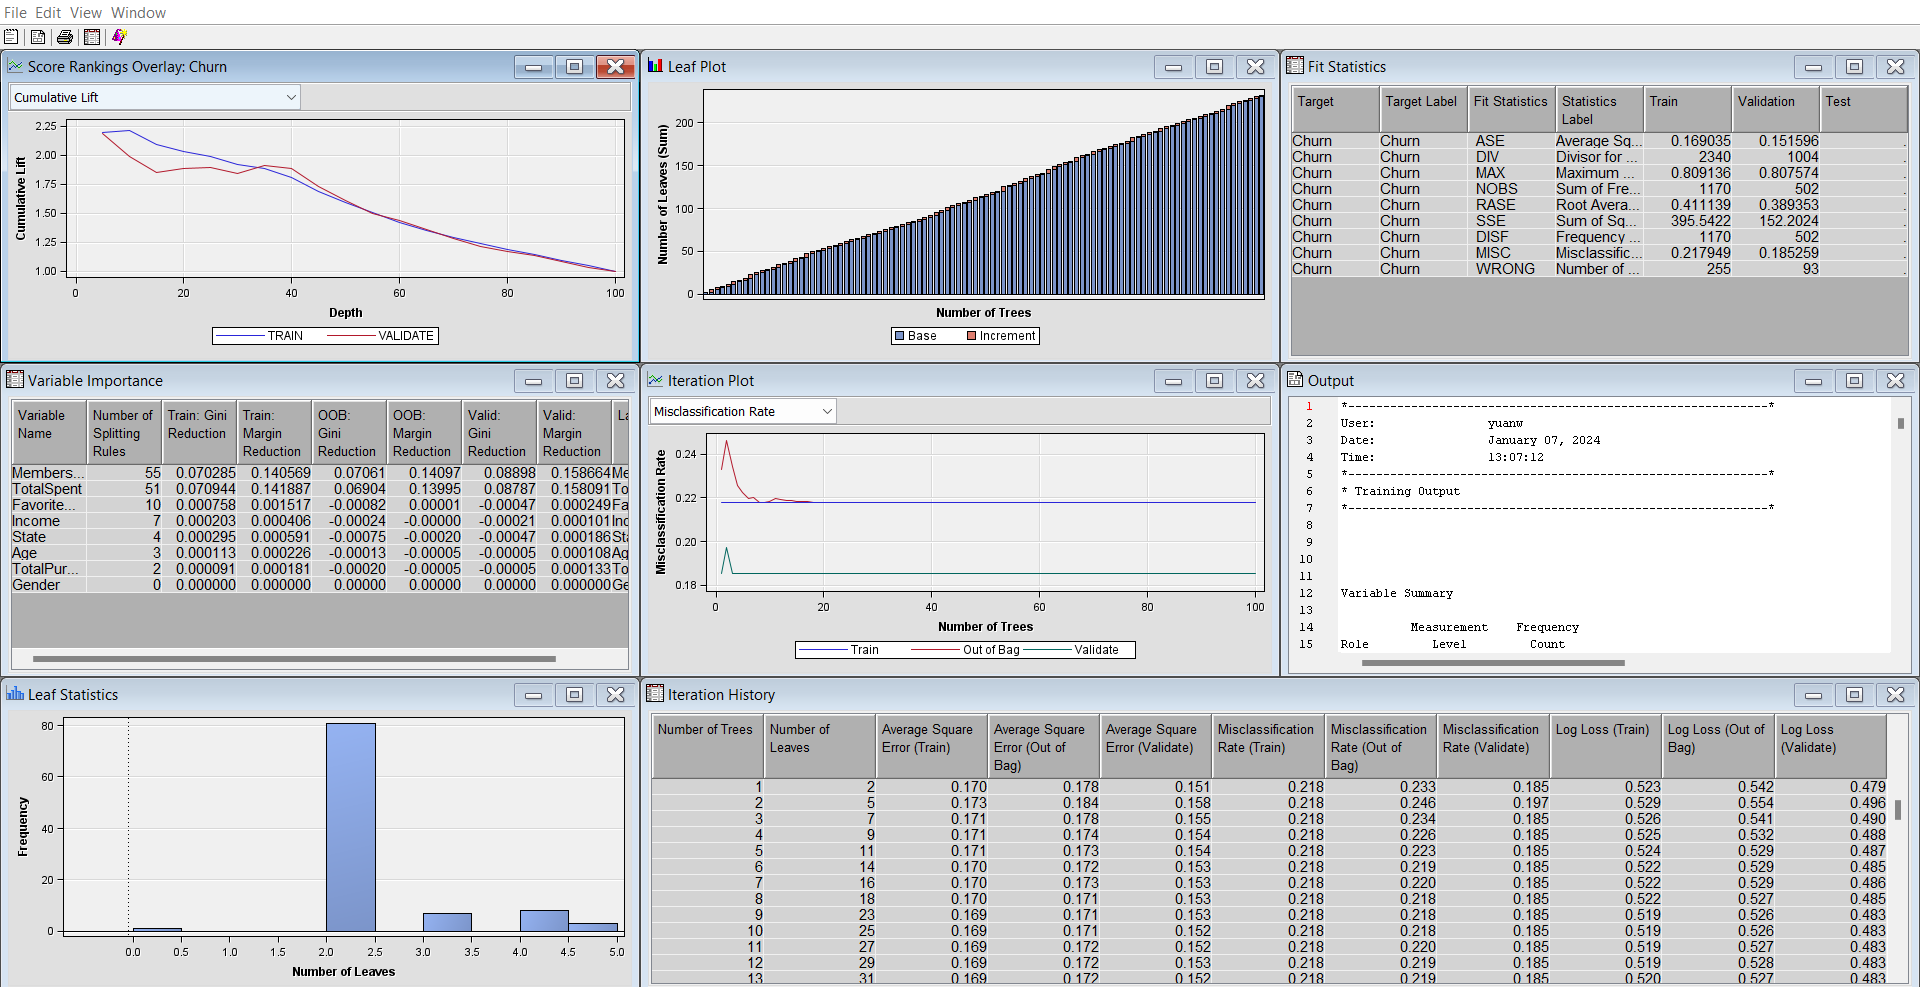 File Edit View Window
Score Rankings Overlay: Churn
Cumulative Lift
Cumulative Lift
2.25
2.00
1.75
1.50
1.25
1.00
0 20 40 60 80 100
Depth
TRAIN VALIDATE
Leaf Plot
Number of Leaves (Sum)
200
150
100
50
0
Number of Trees
Base Increment
Fit Statistics
Target Target Label Fit Statistics Statistics Label Train Validation Test
Churn Churn ASE Average Sq... 0.169035 0.151596 .
Churn Churn DIV Divisor for ... 2340 1004 .
Churn Churn MAX Maximum ... 0.809136 0.807574 .
Churn Churn NOBS Sum of Fre... 1170 502 .
Churn Churn RASE Root Avera... 0.411139 0.389353 .
Churn Churn SSE Sum of Sq... 395.5422 152.2024 .
Churn Churn DISF Frequency ... 1170 502 .
Churn Churn MISC Misclassific... 0.217949 0.185259 .
Churn Churn WRONG Number of ... 255 93 .
Variable Importance
Variable Name Number of Splitting Rules Train: Gini Reduction Train: Margin Reduction OOB: Gini Reduction OOB: Margin Reduction Valid: Gini Reduction Valid: Margin Reduction La
Members... 55 0.070285 0.140569 0.07061 0.14097 0.08898 0.158664 Me
TotalSpent 51 0.070944 0.141887 0.06904 0.13995 0.08787 0.158091 To
Favorite... 10 0.000758 0.001517 -0.00082 0.00001 -0.00047 0.000249 Fa
Income 7 0.000203 0.000406 -0.00024 -0.00000 -0.00021 0.000101 Inc
State 4 0.000295 0.000591 -0.00075 -0.00020 -0.00047 0.000186 Sta
Age 3 0.000113 0.000226 -0.00013 -0.00005 -0.00005 0.000108 Ag
TotalPur... 2 0.000091 0.000181 -0.00020 -0.00005 -0.00005 0.000133 To
Gender 0 0.000000 0.000000 0.00000 0.00000 0.00000 0.000000 Ge
Iteration Plot
Misclassification Rate
Misclassification Rate
0.24
0.22
0.20
0.18
0 20 40 60 80 100
Number of Trees
Train Out of Bag Validate
Output
1 *------------------------------------------------------------*
2 User: yuanw
3 Date: January 07, 2024
4 Time: 13:07:12
5 *------------------------------------------------------------*
6 * Training Output
7 *------------------------------------------------------------*
8
9
10
11
12 Variable Summary
13
14 Measurement Frequency
15 Role Level Count
Leaf Statistics
Frequency
80
60
40
20
0
0.0 0.5 1.0 1.5 2.0 2.5 3.0 3.5 4.0 4.5 5.0
Number of Leaves
Iteration History
Number of Trees Number of Leaves Average Square Error (Train) Average Square Error (Out of Bag) Average Square Error (Validate) Misclassification Rate (Train) Misclassification Rate (Out of Bag) Misclassification Rate (Validate) Log Loss (Train) Log Loss (Out of Bag) Log Loss (Validate)
1 2 0.170 0.178 0.151 0.218 0.233 0.185 0.523 0.542 0.479
2 5 0.173 0.184 0.158 0.218 0.246 0.197 0.529 0.554 0.496
3 7 0.171 0.178 0.155 0.218 0.234 0.185 0.526 0.541 0.490
4 9 0.171 0.174 0.154 0.218 0.226 0.185 0.525 0.532 0.488
5 11 0.171 0.173 0.154 0.218 0.223 0.185 0.524 0.529 0.487
6 14 0.170 0.172 0.153 0.218 0.219 0.185 0.522 0.529 0.485
7 16 0.170 0.173 0.153 0.218 0.220 0.185 0.522 0.529 0.486
8 18 0.170 0.171 0.153 0.218 0.218 0.185 0.522 0.527 0.485
9 23 0.169 0.171 0.153 0.218 0.218 0.185 0.519 0.526 0.483
10 25 0.169 0.171 0.152 0.218 0.218 0.185 0.519 0.526 0.483
11 27 0.169 0.172 0.152 0.218 0.220 0.185 0.519 0.527 0.483
12 29 0.169 0.172 0.153 0.218 0.219 0.185 0.519 0.528 0.483
13 31 0.169 0.172 0.152 0.218 0.219 0.185 0.520 0.527 0.483